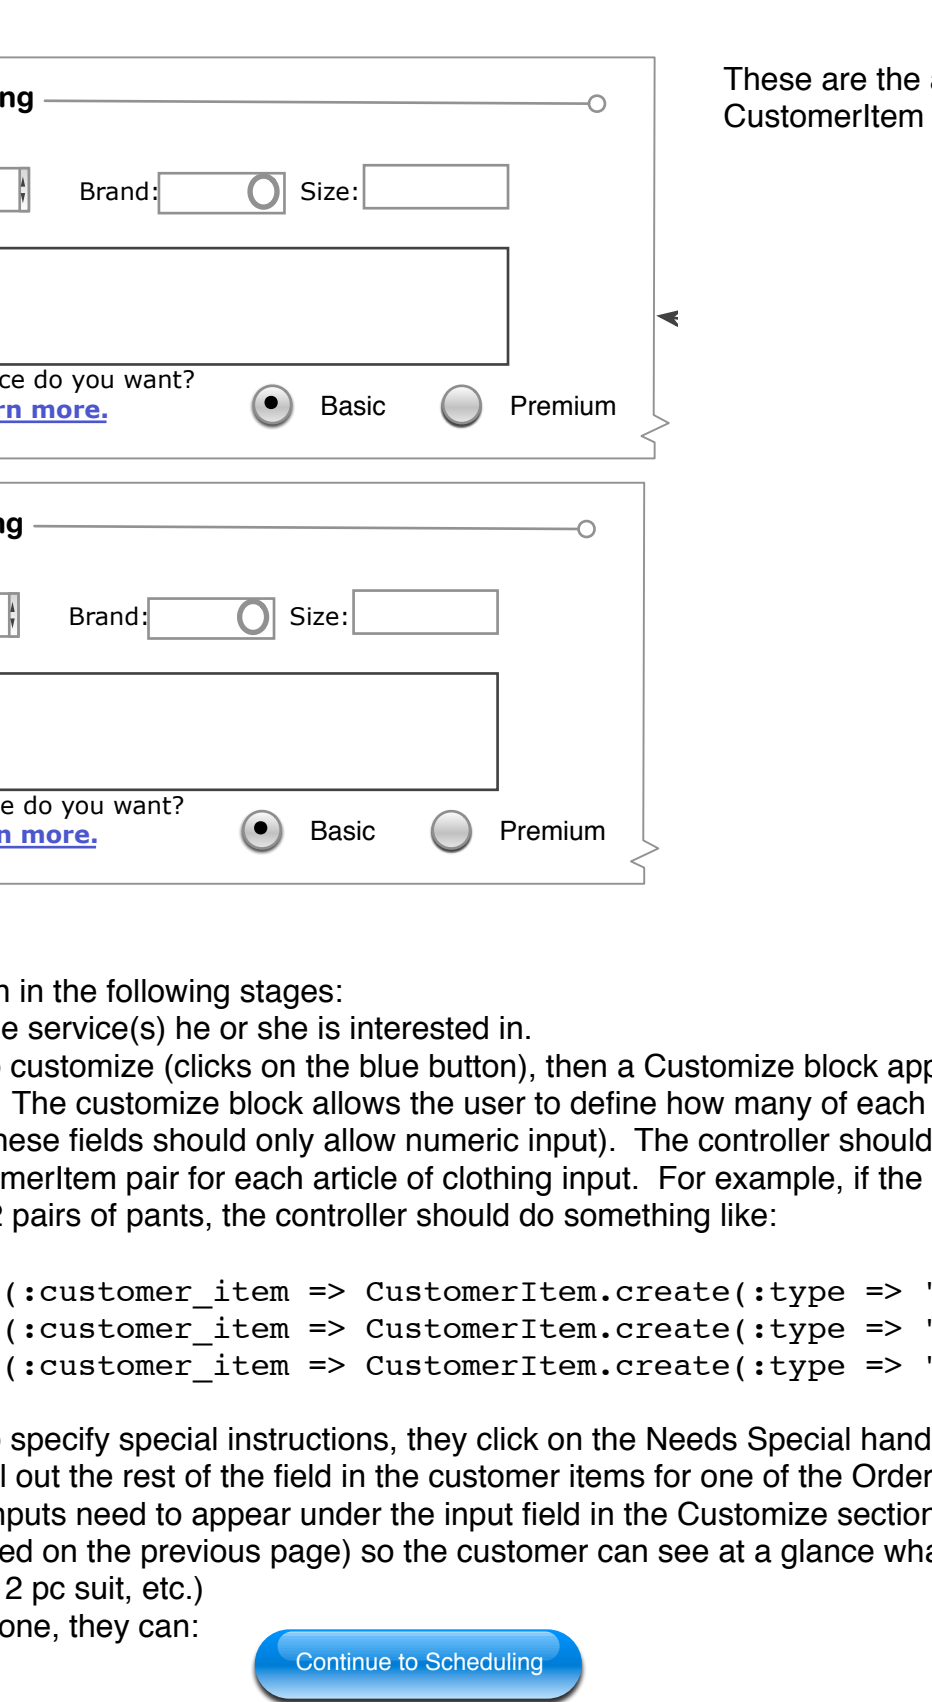 These are the
CustomerItem
ng
Brand:
Size:
ce do you want?
rn more.
Basic
Premium
ng
Brand:
Size:
e do you want?
n more.
Basic
Premium
n in the following stages:
e service(s) he or she is interested in.
customize (clicks on the blue button), then a Customize block app
The customize block allows the user to define how many of each
hese fields should only allow numeric input). The controller should
merItem pair for each article of clothing input. For example, if the
2 pairs of pants, the controller should do something like:
(:customer_item => CustomerItem.create(:type => '
(:customer_item => CustomerItem.create(:type => '
(:customer_item => CustomerItem.create(:type => '
specify special instructions, they click on the Needs Special hand
l out the rest of the field in the customer items for one of the Order
nputs need to appear under the input field in the Customize section
ed on the previous page) so the customer can see at a glance wha
2 pc suit, etc.)
one, they can:
Continue to Scheduling